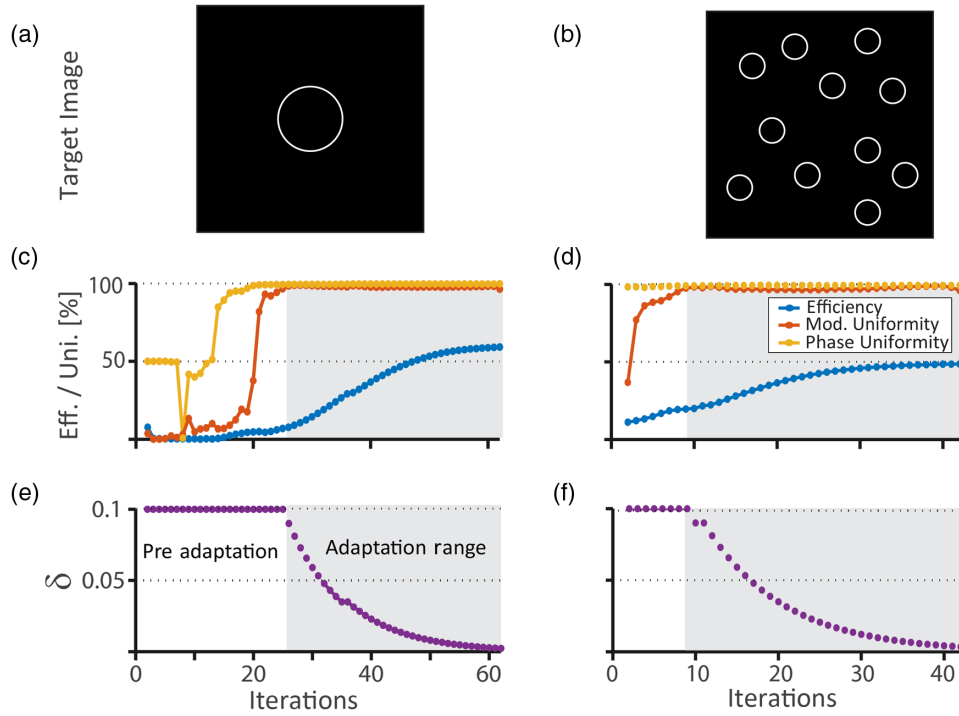 (a)
(b)
Target Image
(c)
(d)
Eff. / Uni. [%]
100
50
Efficiency
Mod. Uniformity
Phase Uniformity
(e)
(f)
δ
0.1
0.05
Pre adaptation
Adaptation range
0 20 40 60
Iterations
0 10 20 30 40
Iterations